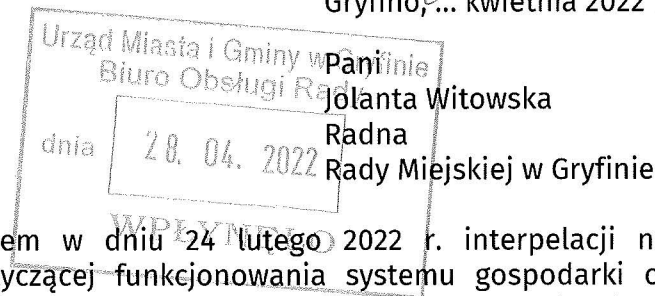 Gryfino, ... kwietnia 2022
Urząd Miasta i Gminy w Gryfinie
Biuro Obsługi Rady
dnia 28. 04. 2022
WPŁYNĘŁO
Pani
Jolanta Witowska
Radna
Rady Miejskiej w Gryfinie
em w dniu 24 lutego 2022 r. interpelacji n
yczącej funkcjonowania systemu gospodarki o